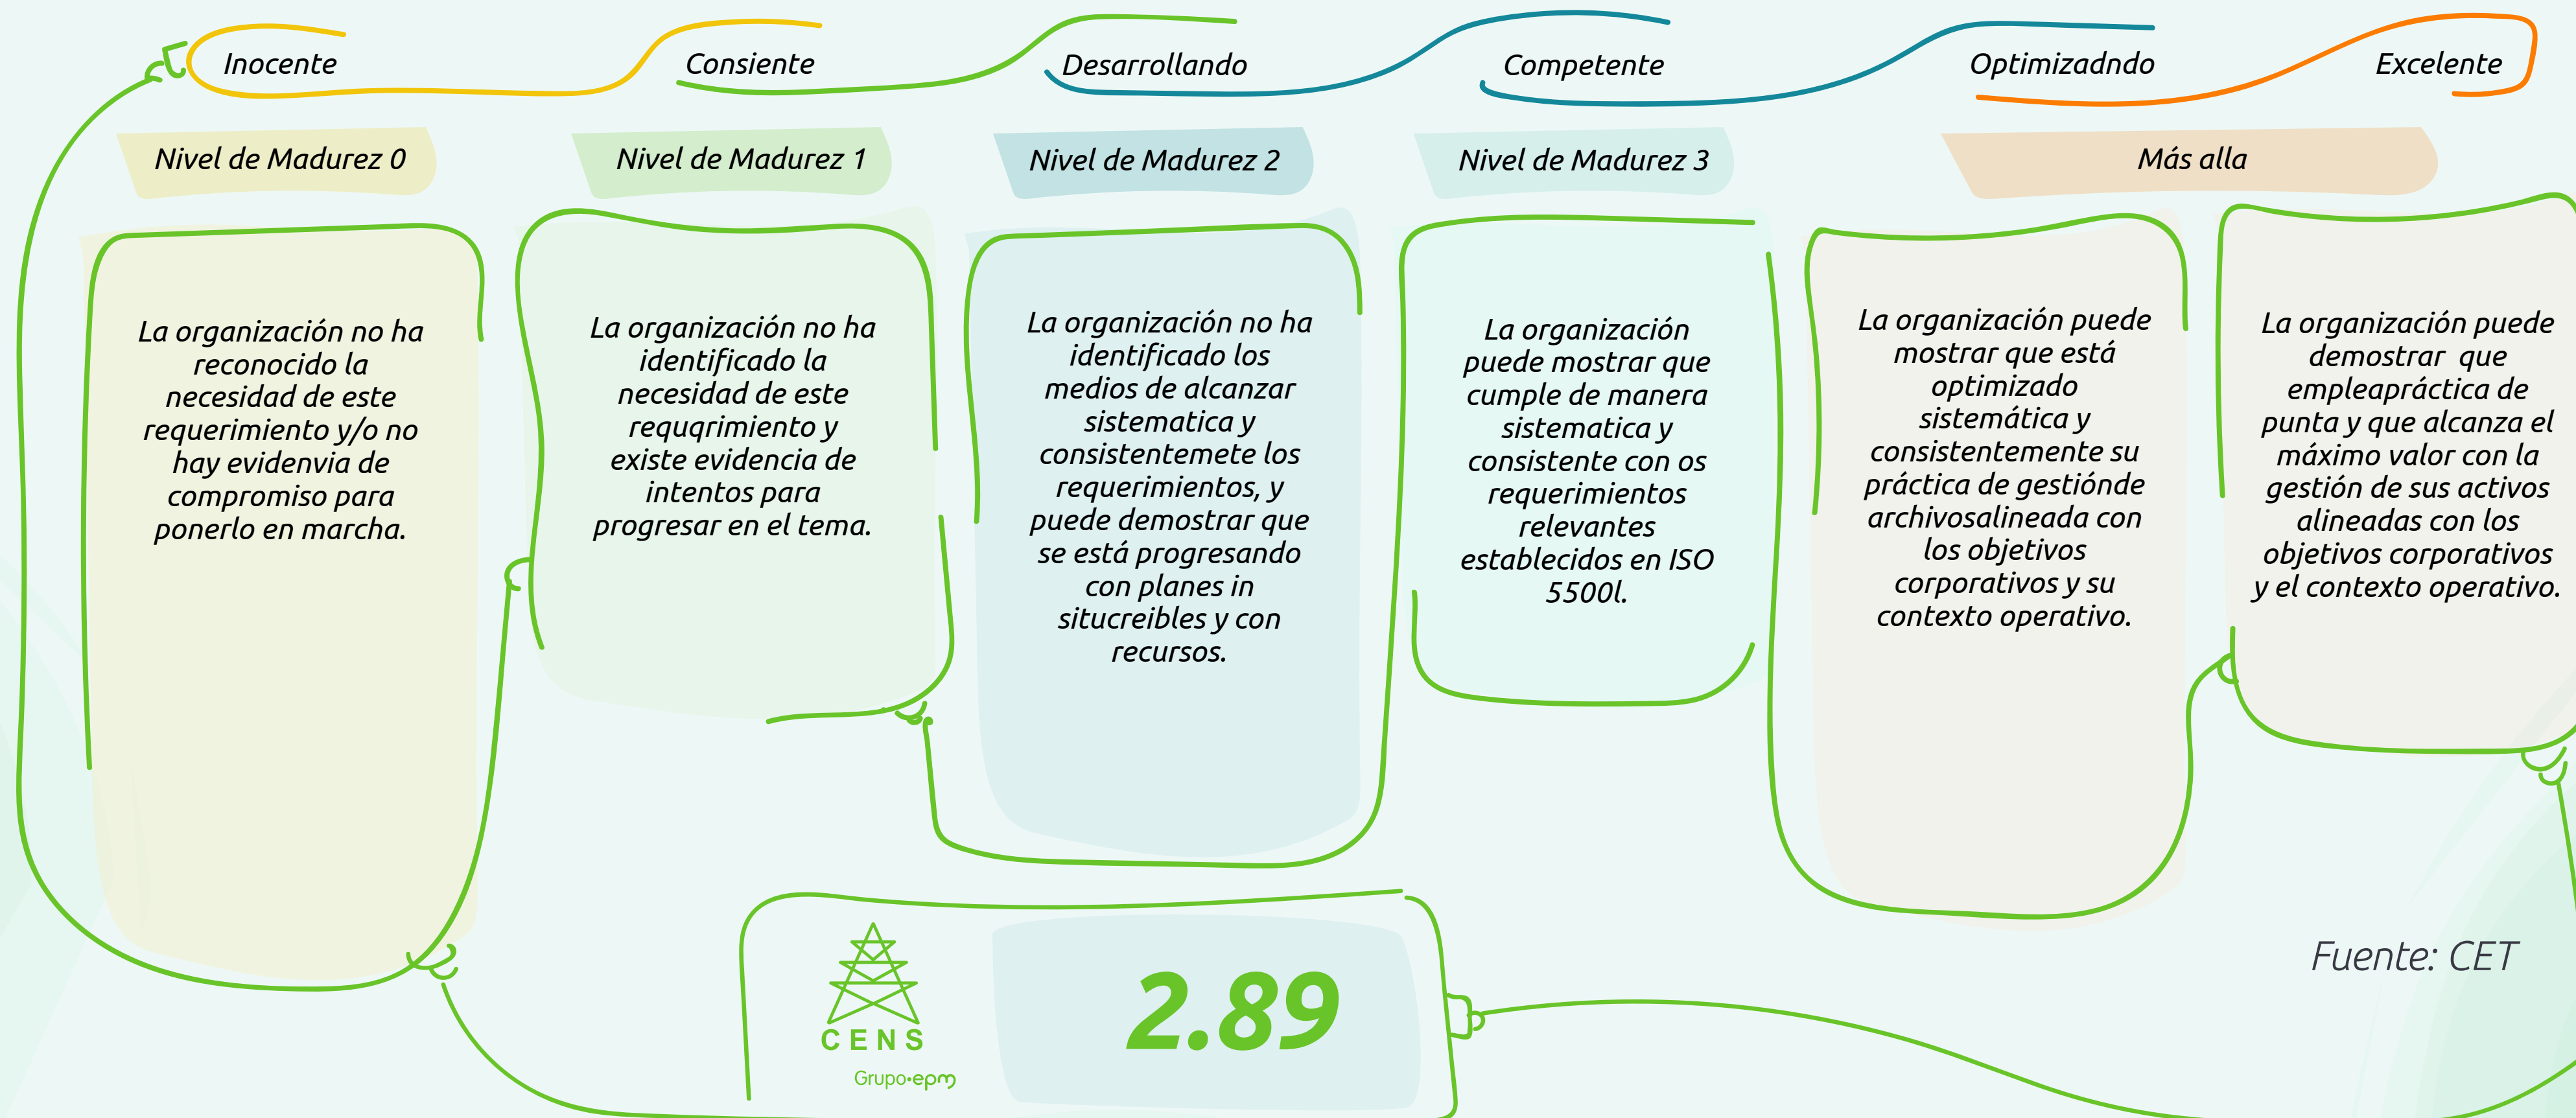 Inocente
Consiente
Desarrollando
Competente
Optimizadndo
Excelente
Nivel de Madurez 0
Nivel de Madurez 1
Nivel de Madurez 2
Nivel de Madurez 3
Más alla
La organización no ha
reconocido la
necesidad de este
requerimiento y/o no
hay evidenvia de
compromiso para
ponerlo en marcha.
La organización no ha
identificado la
necesidad de este
requqrimiento y
existe evidencia de
intentos para
progresar en el tema.
La organización no ha
identificado los
medios de alcanzar
sistematica y
consistentemete los
requerimientos, y
puede demostrar que
se está progresando
con planes in
situcreibles y con
recursos.
La organización
puede mostrar que
cumple de manera
sistematica y
consistente con os
requerimientos
relevantes
establecidos en ISO
5500l.
La organización puede
mostrar que está
optimizado
sistemática y
consistentemente su
práctica de gestiónde
archivosalineada con
los objetivos
corporativos y su
contexto operativo.
La organización puede
demostrar que
empleapráctica de
punta y que alcanza el
máximo valor con la
gestión de sus activos
alineadas con los
objetivos corporativos
y el contexto operativo.
CENS
Grupo•epm
2.89
Fuente: CET